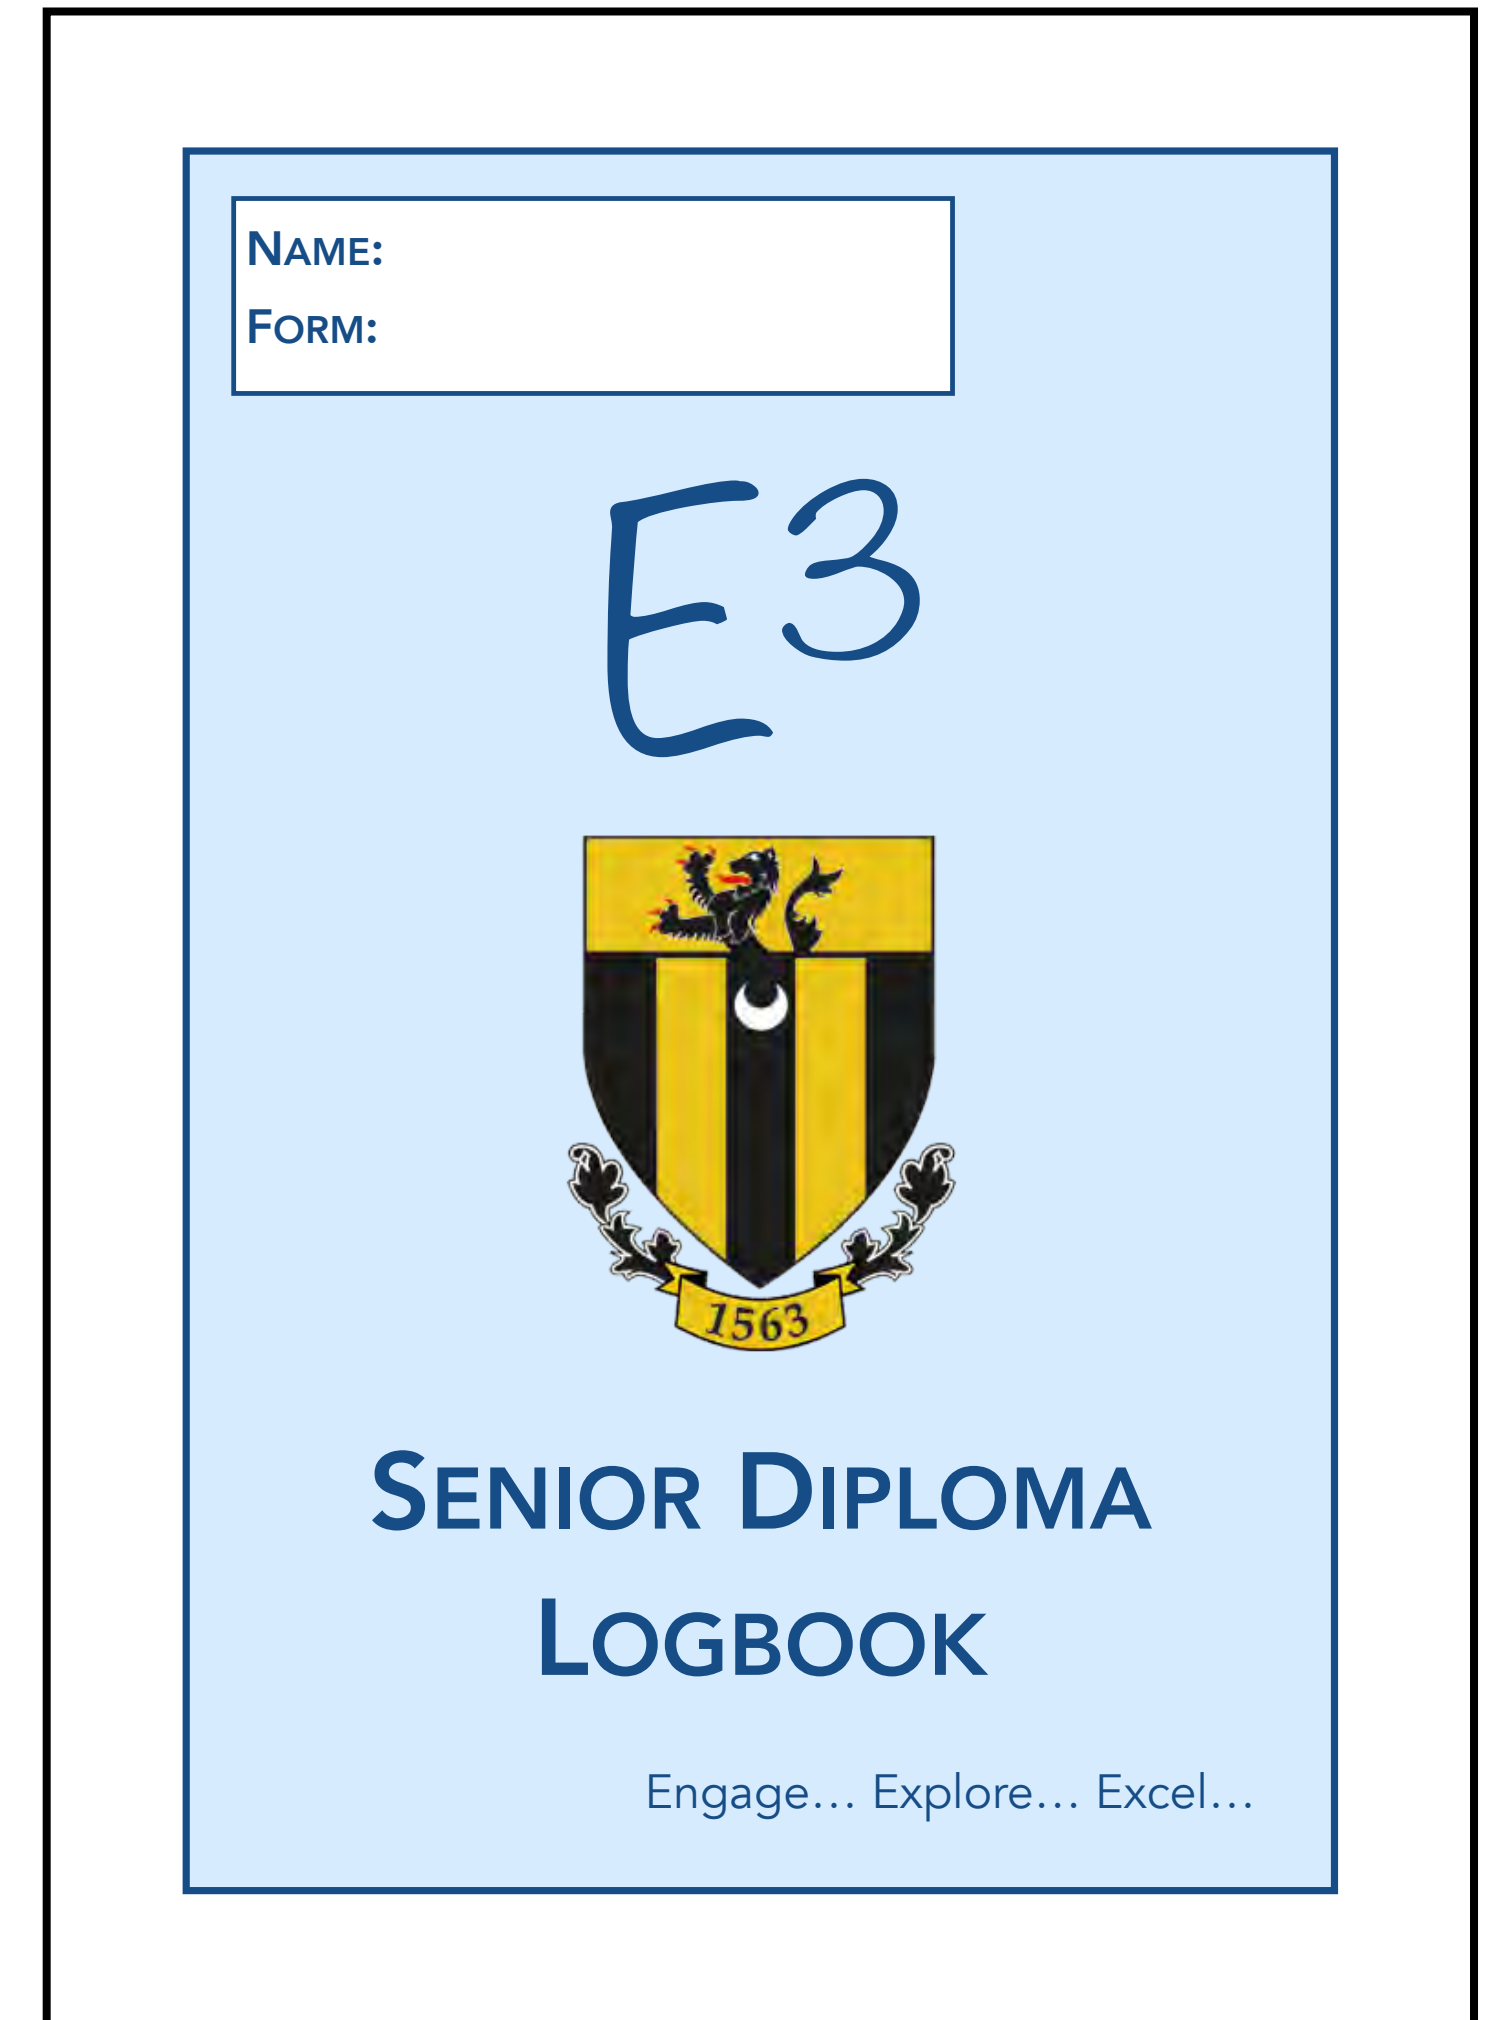 NAME:
FORM:
E³
1563
SENIOR DIPLOMA
LOGBOOK
Engage… Explore… Excel…